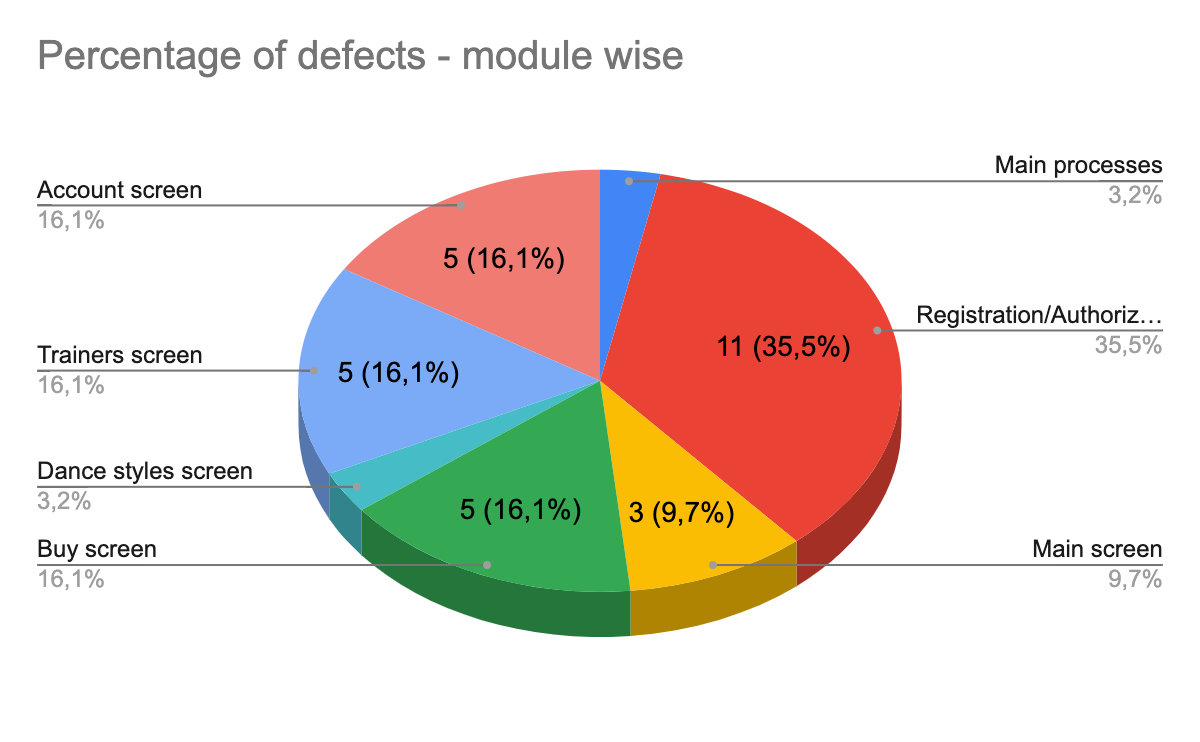 Percentage of defects - module wise
Main processes
3,2%
Account screen
16,1%
5 (16,1%)
Registration/Authoriz…
35,5%
11 (35,5%)
Trainers screen
16,1%
5 (16,1%)
Dance styles screen
3,2%
5 (16,1%)
3 (9,7%)
Buy screen
16,1%
Main screen
9,7%